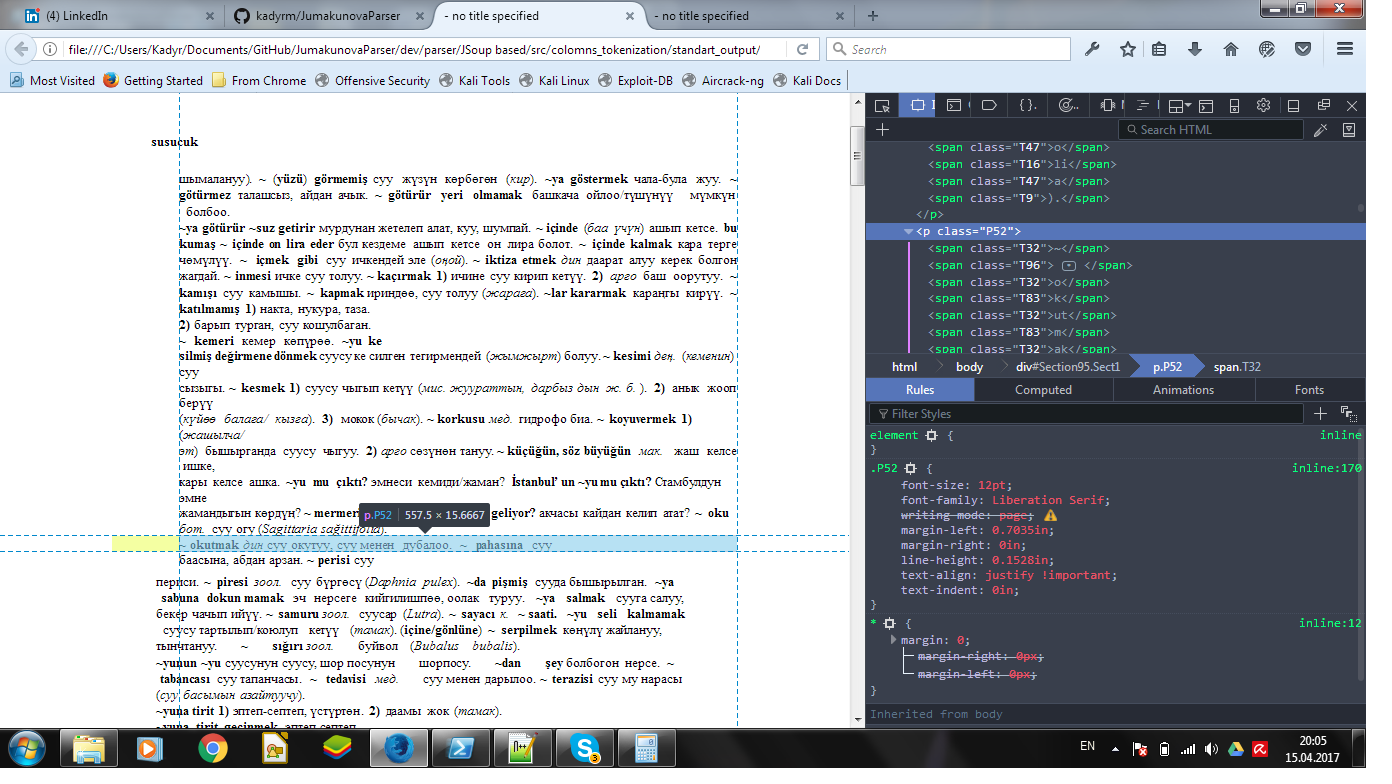 (4) LinkedIn
kadyrm/JumakunovaParser
- no title specified
- no title specified
file:///C:/Users/Kadyr/Documents/GitHub/JumakunovaParser/dev/parser/JSoup based/src/colomns_tokenization/standart_output/
Search
Most Visited
Getting Started
From Chrome
Offensive Security
Kali Tools
Kali Linux
Exploit-DB
Aircrack-ng
Kali Docs
susuçuk
шымалануу). ~ (yüzü) görmemiş суу жүзүн көрбөгөн (кир). ~ya göstermek чала-була жуу. ~
götürmez талашсыз, айдан ачык. ~ götürür yeri olmamak башкача ойлоо/түшүнүү мүмкүн
болбоо.
~ya götürür ~suz getirir мурдунан жетелеп алат, куу, шумпай. ~ içinde (баа үчүн) ашып кетсе. bu
kumaş ~ içinde on lira eder бул кездеме ашып кетсе он лира болот. ~ içinde kalmak кара терге
чөмүлүү. ~ içmek gibi суу ичкендей эле (оңой). ~ iktiza etmek дин даарат алуу керек болгон
жагдай. ~ inmesi ичке суу толуу. ~ kaçırmak 1) ичине суу кирип кетүү. 2) арго баш оорутуу. ~
kamışı суу камышы. ~ kapmak ириңдөө, суу толуу (жарага). ~lar kararmak караңгы кирүү. ~
katılmamış 1) накта, нукура, таза.
2) барып турган, суу кошулбаган.
~ kemeri кемер көпүрөө. ~yu ke
silmiş değirmene dönmek суусу ке силген тегирмендей (жымжырт) болуу. ~ kesimi дең. (кеменин)
суу
сызыгы. ~ kesmek 1) суусу чыгып кетүү (мис. жуураттын, дарбыз дын ж. б. ). 2) анык жооп
берүү
(күйөө балага/ кызга). 3) мокок (бычак). ~ korkusu мед. гидрофо биа. ~ koyuvermek 1)
(жашылча/
эт) бышырганда суусу чыгуу. 2) арго сөзүнөн тануу. ~ küçüğün, söz büyüğün мак. жаш келсе
ишке,
кары келсе ашка. ~yu mu çıktı? эмнеси кемиди/жаман? İstanbul' un ~yu mu çıktı? Стамбулдун
эмне
жамандыгын көрдүң? ~ mermeri geliyor? акчасы кайдан келип атат? ~ oku
бот. суу огу (Sagittaria sağittifolia).
~ okutmak дин суу окутуу, суу менен дубалоо. ~ pahasına суу
баасына, абдан арзан. ~ perisi суу
периси. ~ piresi зоол. суу бүргөсү (Daphnia pulex). ~da pişmiş сууда бышырылган. ~ya
sabuna dokun mamak эч нерсеге кийгилишпөө, оолак туруу. ~ya salmak сууга салуу,
бекер чачып ийүү. ~ samuru зоол. суусар (Lutra). ~ sayacı к. ~ saati. ~yu seli kalmamak
суусу тартылып/коюлуп кетүү (тамак). (içine/gönlüne) ~ serpilmek көңүлү жайлануу,
тынчтануу. ~ sığırı зоол. буйвол (Bubalus bubalis).
~yunun ~yu суусунун суусу, шор посунун шорпосу. ~dan şey болбогон нерсе. ~
tabancası суу тапанчасы. ~ tedavisi мед. суу менен дарылоо. ~ terazisi суу му нарасы
(суу басымын азайтуучу).
~yuna tirit 1) эптеп-септеп, үстүртөн. 2) даамы жок (тамак).
~yuna tirit geçinmek эптеп септеп
p.P52 557.5 × 15.6667
Search HTML
<span class="T47">o</span>
<span class="T16">li</span>
<span class="T47">a</span>
<span class="T9">).</span>
</p>
<p class="P52">
<span class="T32">~</span>
<span class="T96"> </span>
<span class="T32">o</span>
<span class="T83">k</span>
<span class="T32">ut</span>
<span class="T83">m</span>
<span class="T32">ak</span>
html body div#Section95.Sect1 p.P52 span.T32
Rules Computed Animations Fonts
Filter Styles
element { inline
}
.P52 { inline:170
font-size: 12pt;
font-family: Liberation Serif;
writing-mode: page;
margin-left: 0.7035in;
margin-right: 0in;
line-height: 0.1528in;
text-align: justify !important;
text-indent: 0in;
}
* { inline:12
margin: 0;
margin-right: 0px;
margin-left: 0px;
}
Inherited from body
EN
20:05
15.04.2017